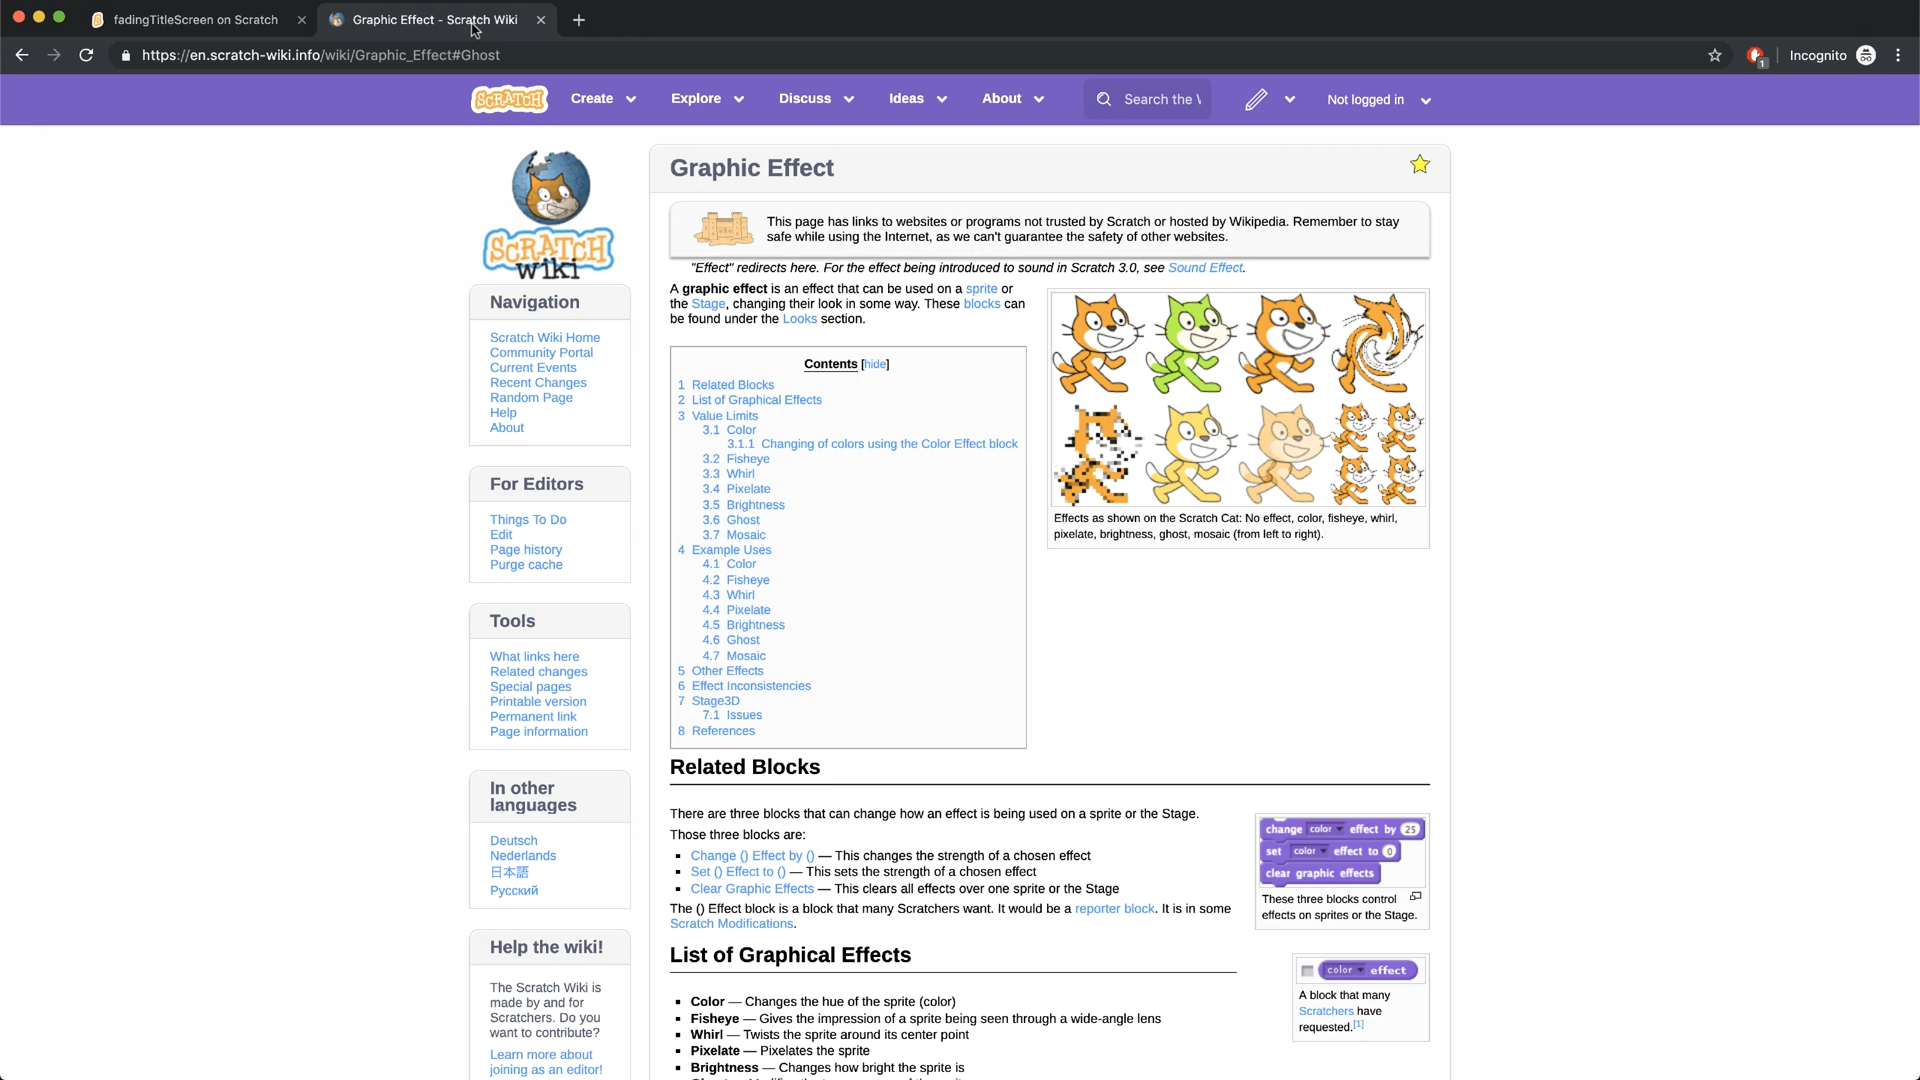 fadingTitleScreen on Scratch
Graphic Effect - Scratch Wiki
https://en.scratch-wiki.info/wiki/Graphic_Effect#Ghost
1
Incognito
SCRATCH
Create
Explore
Discuss
Ideas
About
Search the \
Not logged in
SCRATCH
wiki
Navigation
Scratch Wiki Home
Community Portal
Current Events
Recent Changes
Random Page
Help
About
For Editors
Things To Do
Edit
Page history
Purge cache
Tools
What links here
Related changes
Special pages
Printable version
Permanent link
Page information
In other
languages
Deutsch
Nederlands
日本語
Русский
Help the wiki!
The Scratch Wiki is
made by and for
Scratchers. Do you
want to contribute?
Learn more about
joining as an editor!
Graphic Effect
This page has links to websites or programs not trusted by Scratch or hosted by Wikipedia. Remember to stay
safe while using the Internet, as we can't guarantee the safety of other websites.
"Effect" redirects here. For the effect being introduced to sound in Scratch 3.0, see Sound Effect.
A graphic effect is an effect that can be used on a sprite or
the Stage, changing their look in some way. These blocks can
be found under the Looks section.
Contents [hide]
1 Related Blocks
2 List of Graphical Effects
3 Value Limits
3.1 Color
3.1.1 Changing of colors using the Color Effect block
3.2 Fisheye
3.3 Whirl
3.4 Pixelate
3.5 Brightness
3.6 Ghost
3.7 Mosaic
4 Example Uses
4.1 Color
4.2 Fisheye
4.3 Whirl
4.4 Pixelate
4.5 Brightness
4.6 Ghost
4.7 Mosaic
5 Other Effects
6 Effect Inconsistencies
7 Stage3D
7.1 Issues
8 References
Effects as shown on the Scratch Cat: No effect, color, fisheye, whirl,
pixelate, brightness, ghost, mosaic (from left to right).
Related Blocks
There are three blocks that can change how an effect is being used on a sprite or the Stage.
Those three blocks are:
Change () Effect by () — This changes the strength of a chosen effect
Set () Effect to () — This sets the strength of a chosen effect
Clear Graphic Effects — This clears all effects over one sprite or the Stage
The () Effect block is a block that many Scratchers want. It would be a reporter block. It is in some
Scratch Modifications.
change color effect by 25
set color effect to 0
clear graphic effects
These three blocks control
effects on sprites or the Stage.
List of Graphical Effects
Color — Changes the hue of the sprite (color)
Fisheye — Gives the impression of a sprite being seen through a wide-angle lens
Whirl — Twists the sprite around its center point
Pixelate — Pixelates the sprite
Brightness — Changes how bright the sprite is
color effect
A block that many
Scratchers have
requested.[1]